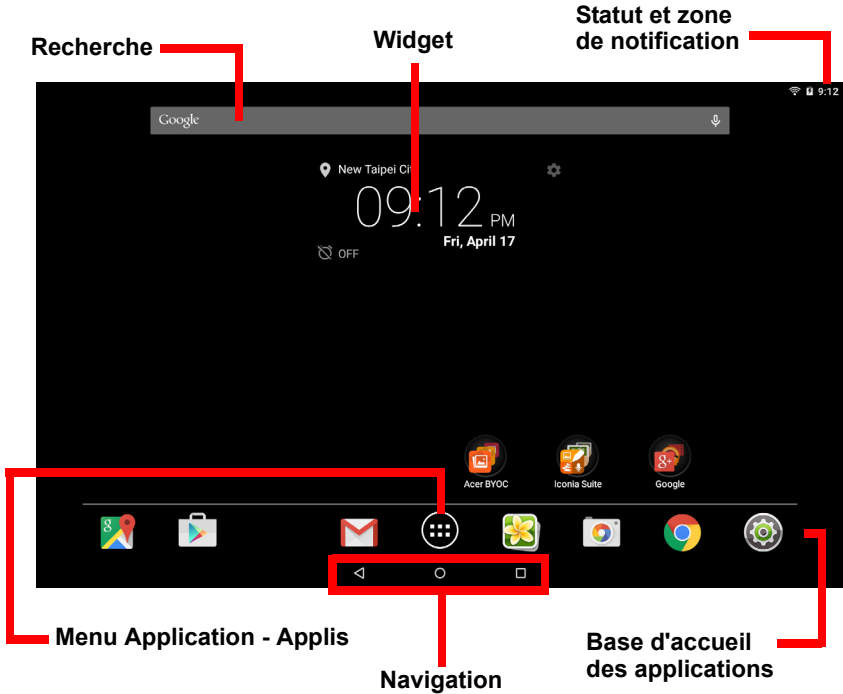 Statut et zone
de notification
Recherche
Widget
9:12
Google
New Taipei Cit
09:12 PM
Fri, April 17
OFF
Acer BYOC
Iconia Suite
Google
Menu Application - Applis
Base d'accueil
des applications
Navigation